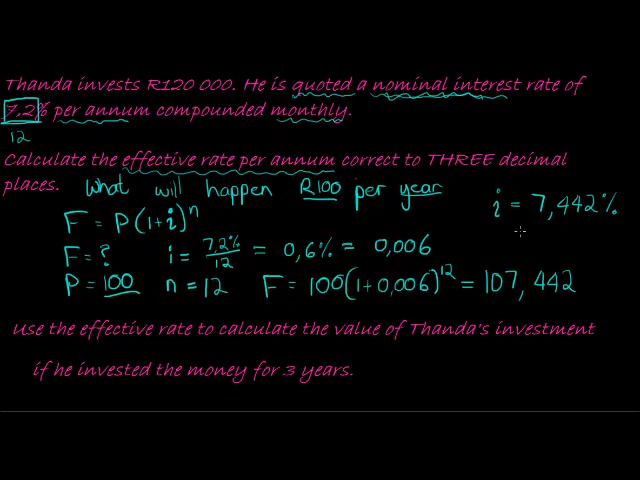 Thanda invests R120 000. He is quoted a nominal interest rate of
7,2% per annum compounded monthly.
12
Calculate the effective rate per annum correct to THREE decimal
places. What will happen R100 per year
i = 7,442%
F = P(1+i)^n
F = ? i = 7,2%/12 = 0,6% = 0,006
P = 100 n = 12 F = 100(1+0,006)^12 = 107,442
Use the effective rate to calculate the value of Thanda's investment
if he invested the money for 3 years.